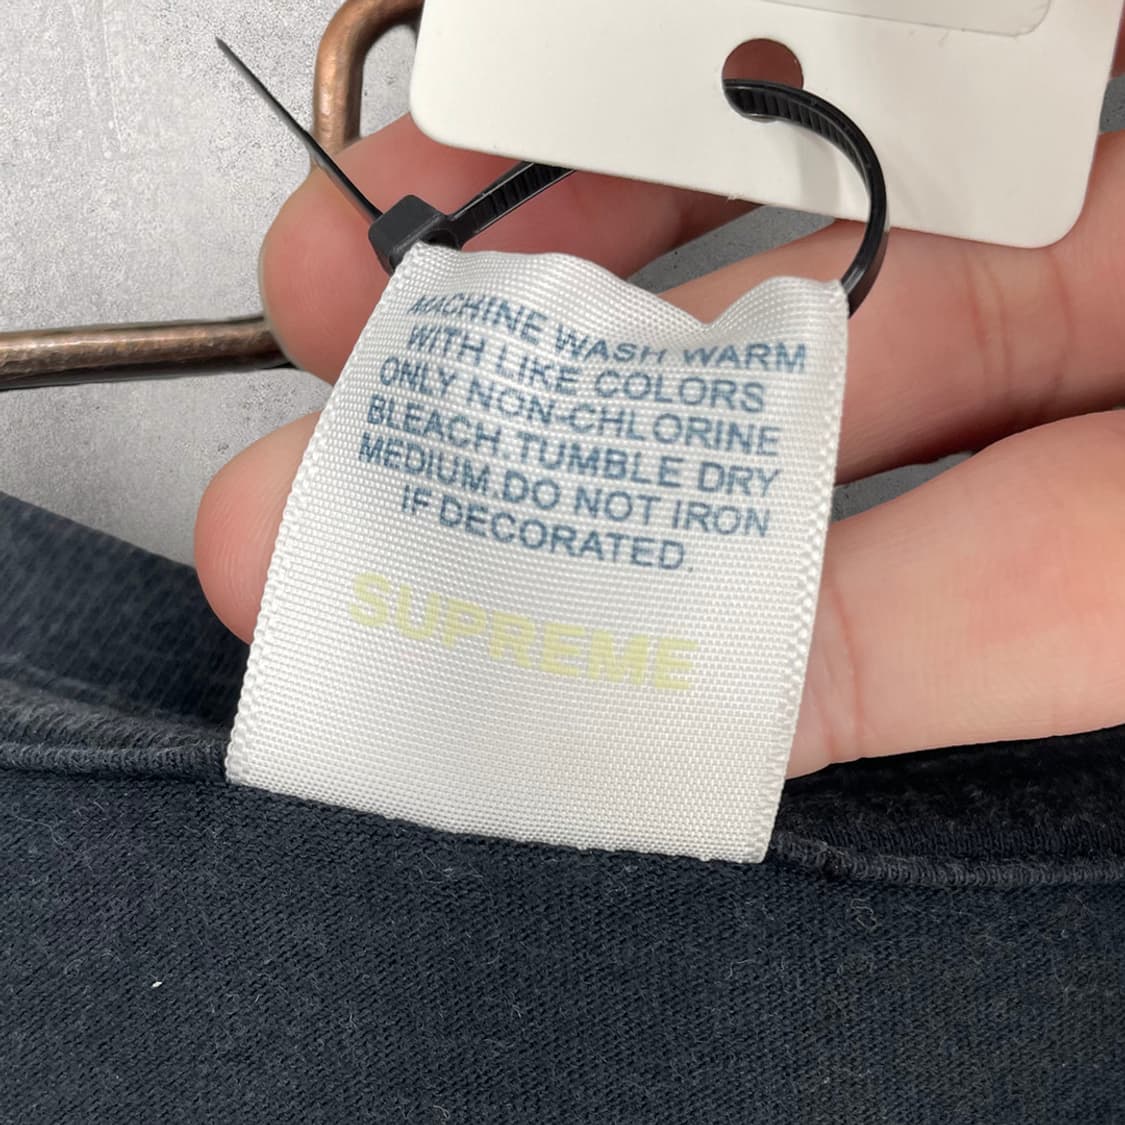 MACHINE WASH WARM
WITH LIKE COLORS
ONLY NON-CHLORINE
BLEACH.TUMBLE DRY
MEDIUM.DO NOT IRON
IF DECORATED.
SUPREME